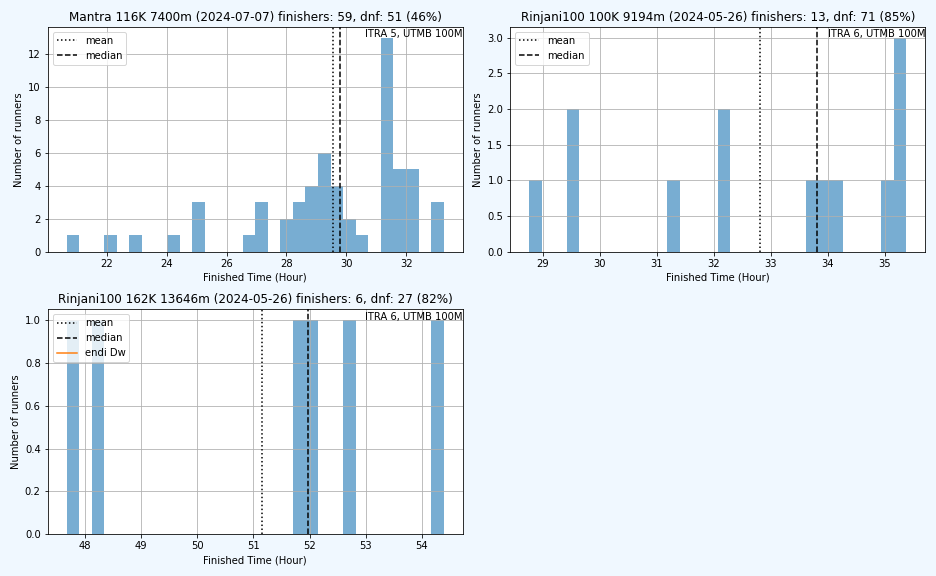 Mantra 116K 7400m (2024-07-07) finishers: 59, dnf: 51 (46%)
ITRA 5, UTMB 100M
mean
median
Number of runners
12
10
8
6
4
2
0
22 24 26 28 30 32
Finished Time (Hour)
Rinjani100 100K 9194m (2024-05-26) finishers: 13, dnf: 71 (85%)
ITRA 6, UTMB 100M
mean
median
Number of runners
3.0
2.5
2.0
1.5
1.0
0.5
0.0
29 30 31 32 33 34 35
Finished Time (Hour)
Rinjani100 162K 13646m (2024-05-26) finishers: 6, dnf: 27 (82%)
ITRA 6, UTMB 100M
mean
median
endi Dw
Number of runners
1.0
0.8
0.6
0.4
0.2
0.0
48 49 50 51 52 53 54
Finished Time (Hour)